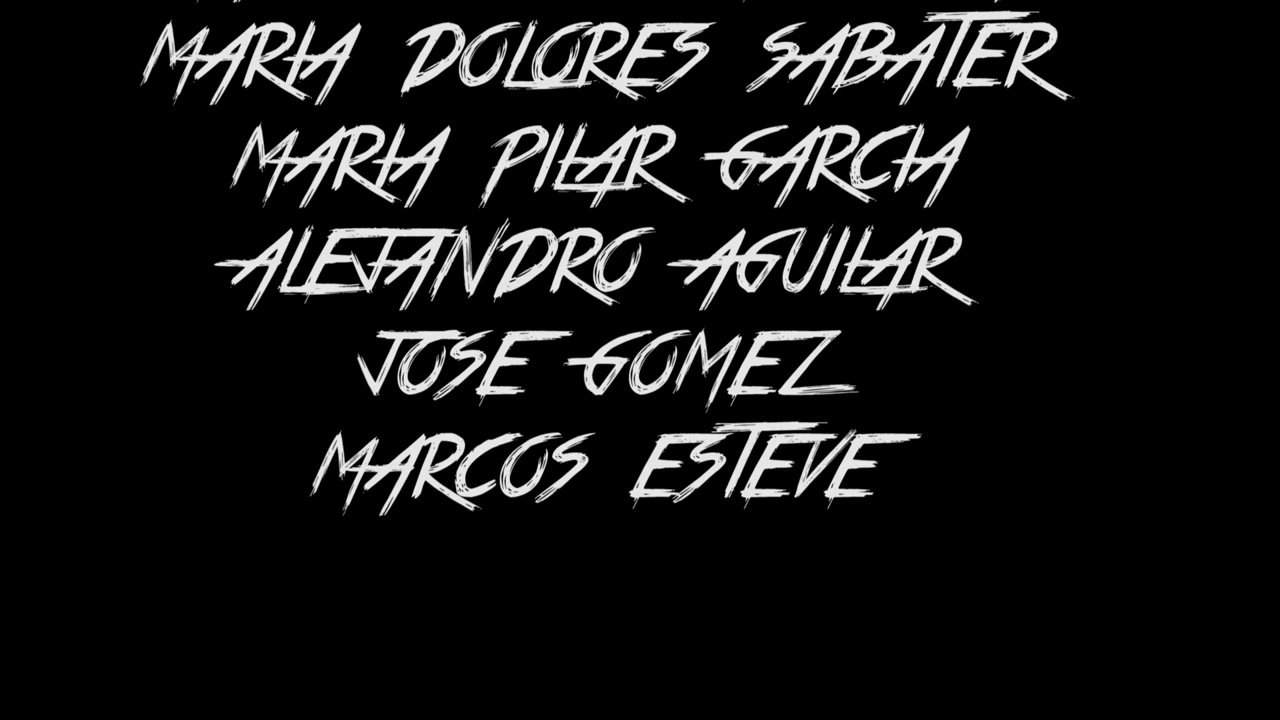 MARIA DOLORES SABATER
MARIA PILAR GARCIA
ALEJANDRO AGUILAR
JOSE GOMEZ
MARCOS ESTEVE